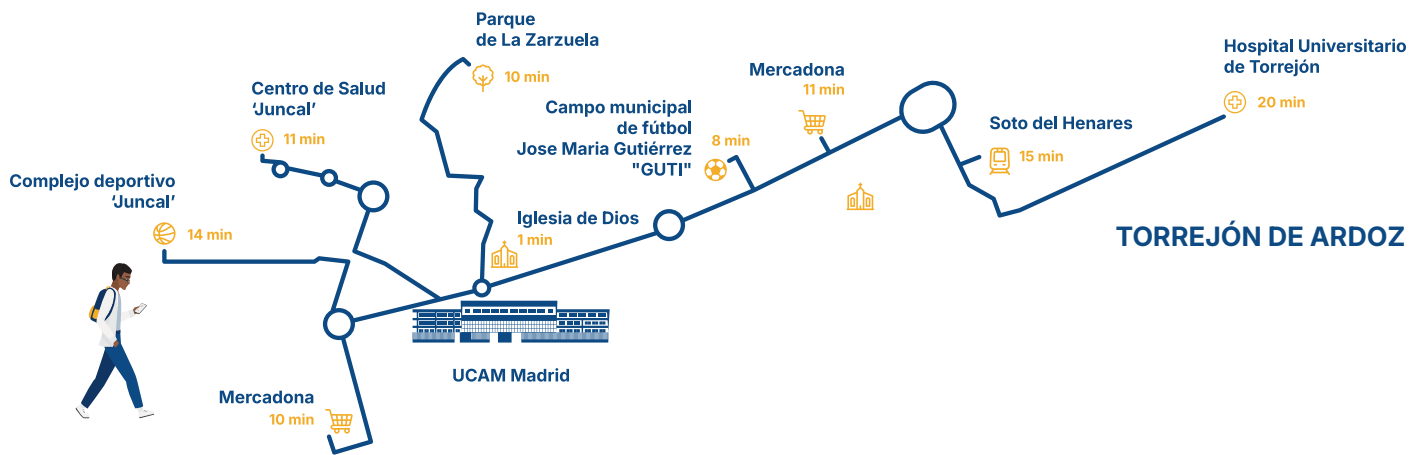 Parque
de La Zarzuela
10 min
Centro de Salud
'Juncal'
11 min
Complejo deportivo
'Juncal'
14 min
Mercadona
10 min
Iglesia de Dios
1 min
UCAM Madrid
Campo municipal
de fútbol
Jose Maria Gutiérrez
"GUTI"
8 min
Mercadona
11 min
Soto del Henares
15 min
Hospital Universitario
de Torrejón
20 min
TORREJÓN DE ARDOZ